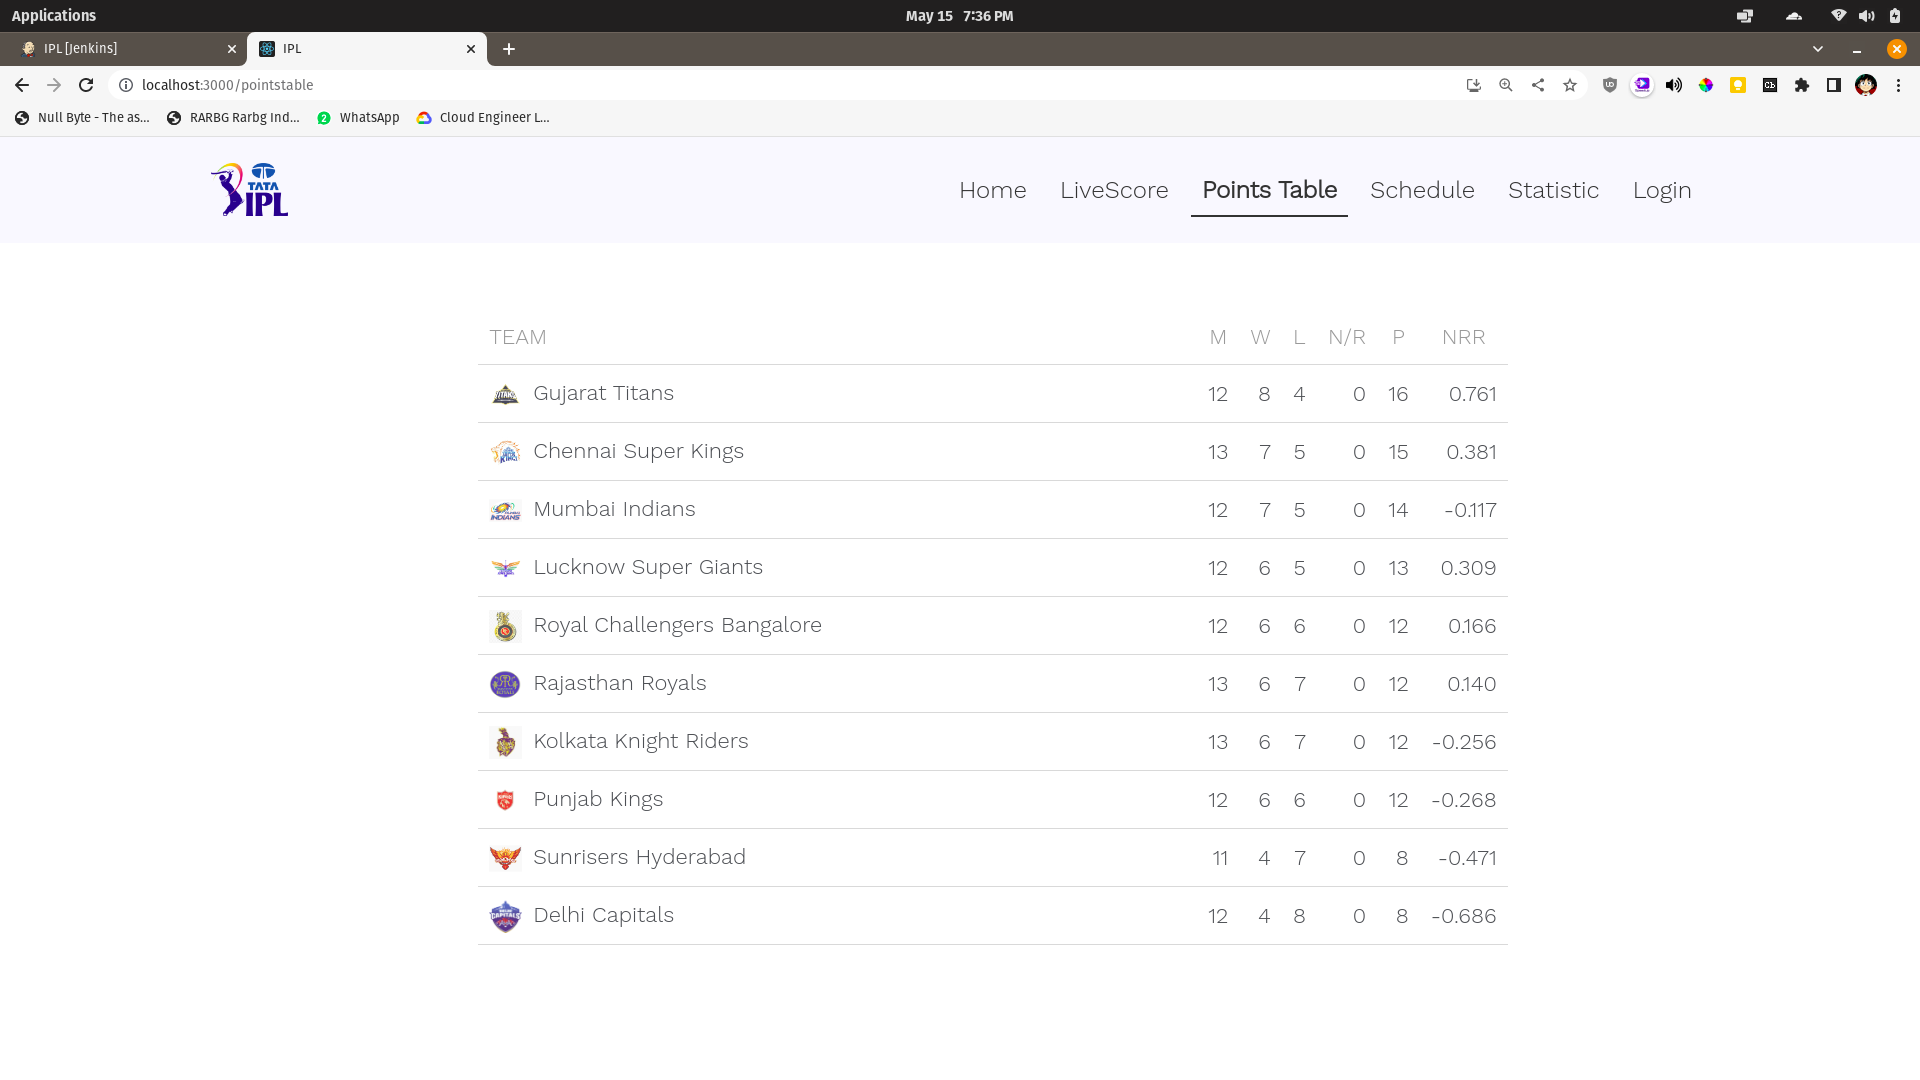 Applications May 15 7:36 PM
IPL [Jenkins] IPL
localhost:3000/pointstable
Null Byte - The as... RARBG Rarbg Ind... WhatsApp Cloud Engineer L...
TATA
IPL
Home LiveScore Points Table Schedule Statistic Login
TEAM M W L N/R P NRR
Gujarat Titans 12 8 4 0 16 0.761
Chennai Super Kings 13 7 5 0 15 0.381
Mumbai Indians 12 7 5 0 14 -0.117
Lucknow Super Giants 12 6 5 0 13 0.309
Royal Challengers Bangalore 12 6 6 0 12 0.166
Rajasthan Royals 13 6 7 0 12 0.140
Kolkata Knight Riders 13 6 7 0 12 -0.256
Punjab Kings 12 6 6 0 12 -0.268
Sunrisers Hyderabad 11 4 7 0 8 -0.471
Delhi Capitals 12 4 8 0 8 -0.686